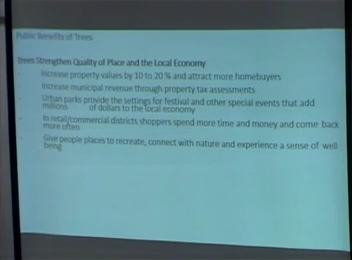 Public Benefits of Trees
Trees Strengthen Quality of Place and the Local Economy
Increase property values by 10 to 20 % and attract more homebuyers
Increase municipal revenue through property tax assessments
Urban parks provide the settings for festival and other special events that add
millions of dollars to the local economy
In retail/commercial districts shoppers spend more time and money and come back
more often
Give people places to recreate, connect with nature and experience a sense of well
being